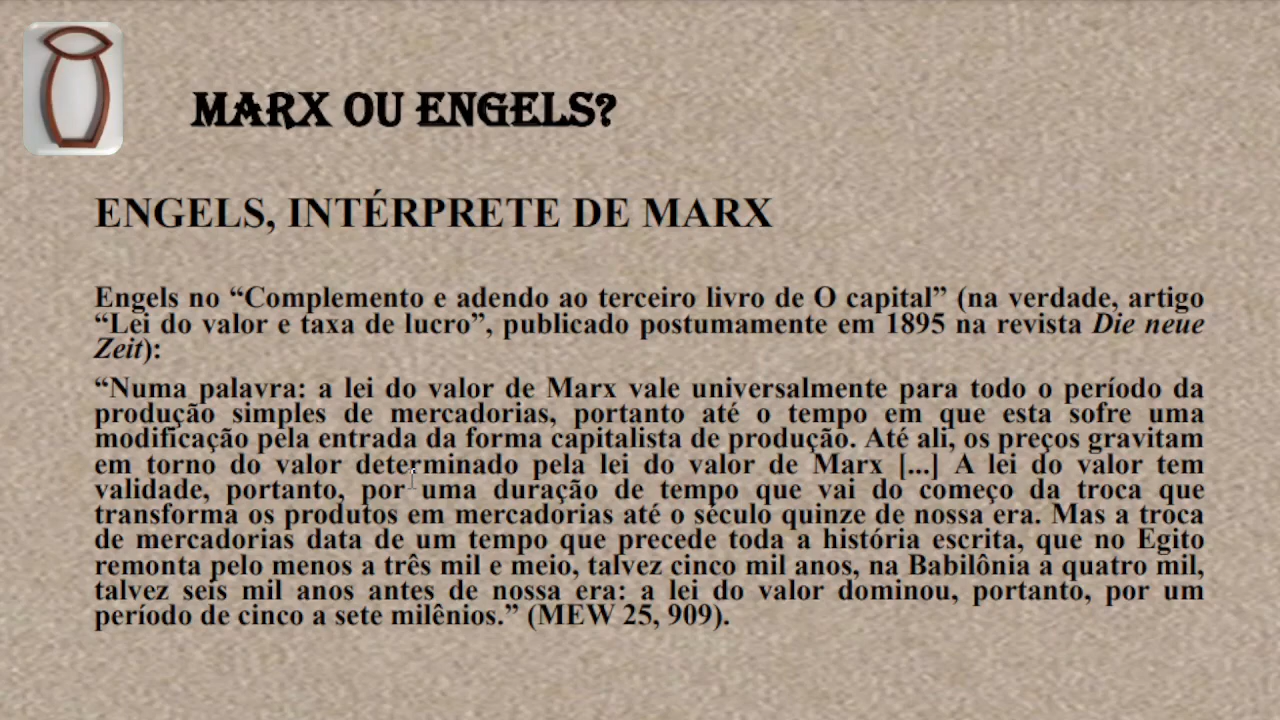 MARX OU ENGELS?
ENGELS, INTÉRPRETE DE MARX
Engels no “Complemento e adendo ao terceiro livro de O capital” (na verdade, artigo
“Lei do valor e taxa de lucro”, publicado postumamente em 1895 na revista Die neue
Zeit):
“Numa palavra: a lei do valor de Marx vale universalmente para todo o período da
produção simples de mercadorias, portanto até o tempo em que esta sofre uma
modificação pela entrada da forma capitalista de produção. Até ali, os preços gravitam
em torno do valor determinado pela lei do valor de Marx [...] A lei do valor tem
validade, portanto, por uma duração de tempo que vai do começo da troca que
transforma os produtos em mercadorias até o século quinze de nossa era. Mas a troca
de mercadorias data de um tempo que precede toda a história escrita, que no Egito
remonta pelo menos a três mil e meio, talvez cinco mil anos, na Babilônia a quatro mil,
talvez seis mil anos antes de nossa era: a lei do valor dominou, portanto, por um
período de cinco a sete milênios.” (MEW 25, 909).